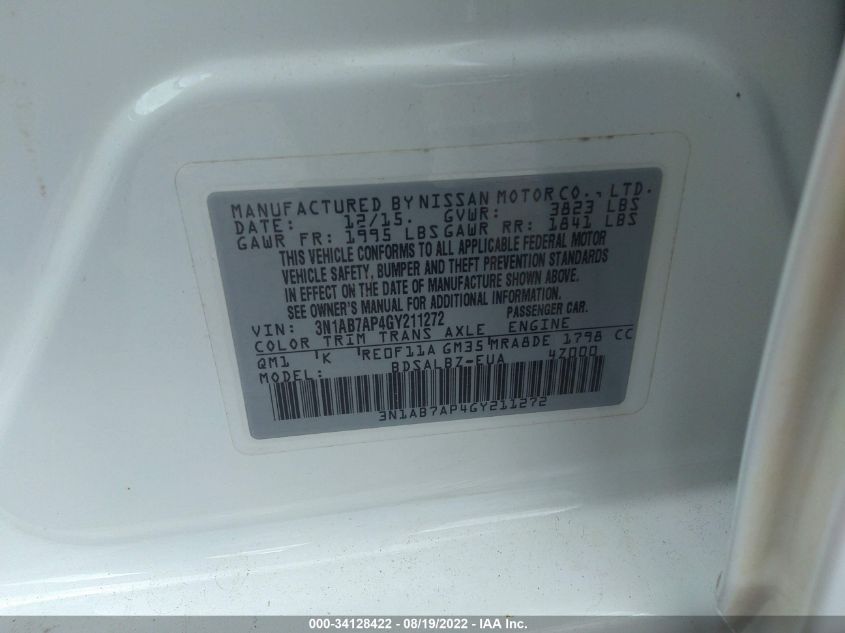 MANUFACTURED BY NISSAN MOTOR CO., LTD.
DATE: 12/15. GVWR: 3823 LBS
GAWR FR: 1995 LBS GAWR RR: 1841 LBS
THIS VEHICLE CONFORMS TO ALL APPLICABLE FEDERAL MOTOR
VEHICLE SAFETY, BUMPER AND THEFT PREVENTION STANDARDS
IN EFFECT ON THE DATE OF MANUFACTURE SHOWN ABOVE.
SEE OWNER'S MANUAL FOR ADDITIONAL INFORMATION.
VIN: 3N1AB7AP4GY211272 PASSENGER CAR.
COLOR TRIM TRANS AXLE ENGINE
QM1 'K 'RE0F11A GM35 'MRA8DE 1798 CC
MODEL: BDSALBZ-EUA 4Z000
3N1AB7AP4GY211272
000-34128422 - 08/19/2022 - IAA Inc.